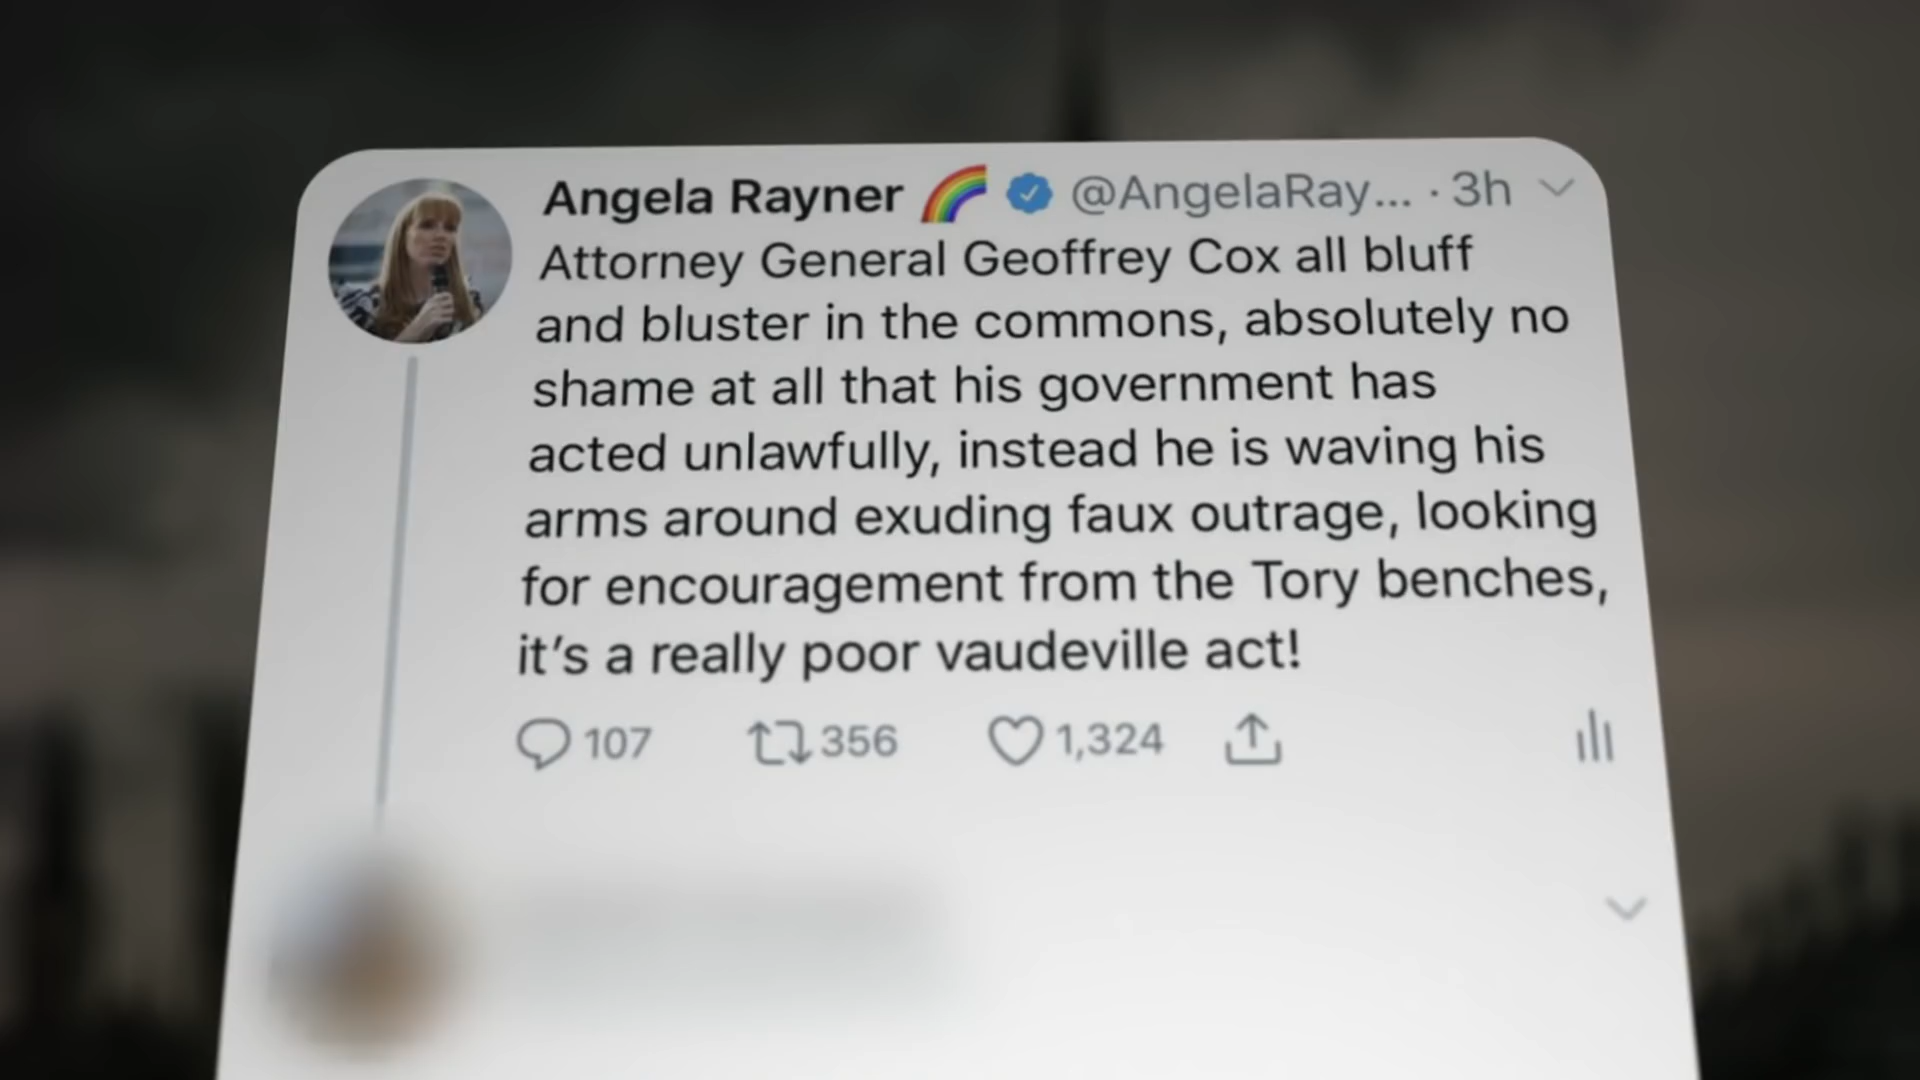 Angela Rayner 🌈 @AngelaRay... · 3h
Attorney General Geoffrey Cox all bluff
and bluster in the commons, absolutely no
shame at all that his government has
acted unlawfully, instead he is waving his
arms around exuding faux outrage, looking
for encouragement from the Tory benches,
it’s a really poor vaudeville act!
107 356 1,324